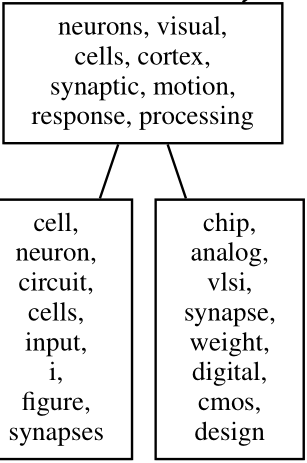 neurons, visual,
cells, cortex,
synaptic, motion,
response, processing
cell,
neuron,
circuit,
cells,
input,
i,
figure,
synapses
chip,
analog,
vlsi,
synapse,
weight,
digital,
cmos,
design